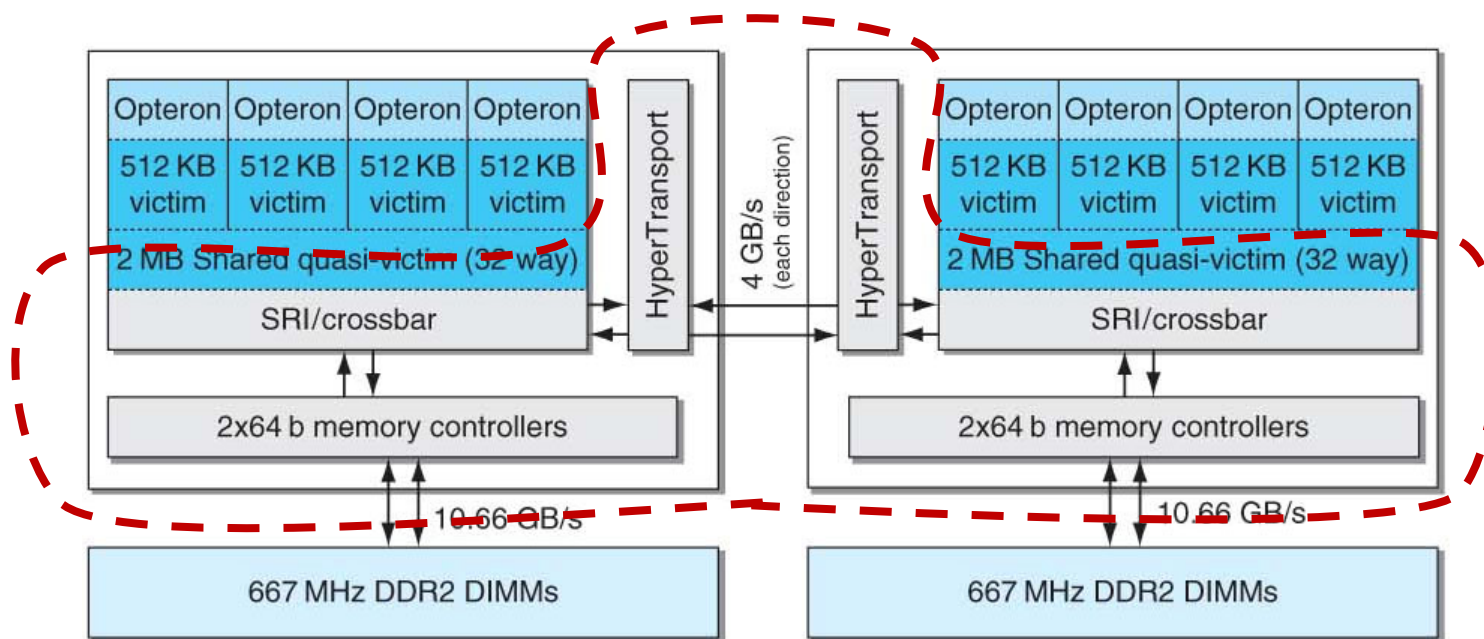 Opteron Opteron Opteron Opteron
512 KB 512 KB 512 KB 512 KB
victim victim victim victim
2 MB Shared quasi-victim (32 way)
SRI/crossbar
HyperTransport
2x64 b memory controllers
10.66 GB/s
667 MHz DDR2 DIMMs
4 GB/s
(each direction)
HyperTransport
Opteron Opteron Opteron Opteron
512 KB 512 KB 512 KB 512 KB
victim victim victim victim
2 MB Shared quasi-victim (32 way)
SRI/crossbar
2x64 b memory controllers
10.66 GB/s
667 MHz DDR2 DIMMs